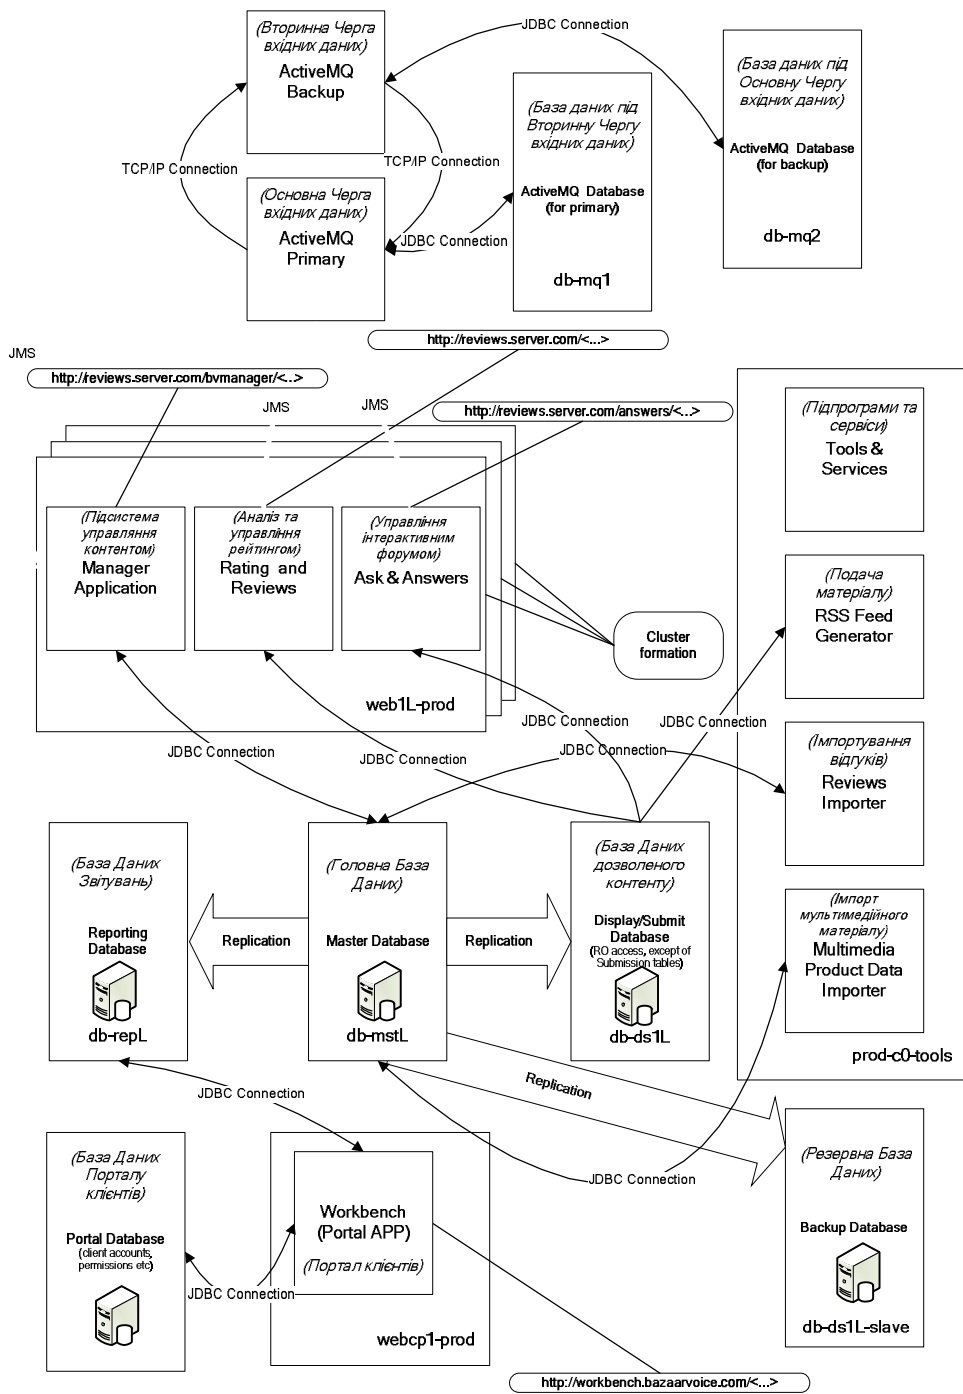 JDBC Connection
(Вторинна Черга
вхідних даних)
ActiveMQ
Backup
(База даних під
Основну Чергу
вхідних даних)
ActiveMQ Database
(for backup)
db-mq2
(База даних під
Вторинну Чергу
вхідних даних)
ActiveMQ Database
(for primary)
db-mq1
TCP/IP Connection
TCP/IP Connection
(Основна Черга
вхідних даних)
ActiveMQ
Primary
JDBC Connection
http://reviews.server.com/<...>
JMS
http://reviews.server.com/bvmanager/<...>
JMS
JMS
http://reviews.server.com/answers/<...>
(Підпрограми та
сервіси)
Tools &
Services
(Підсистема
управляння
контентом)
Manager
Application
(Аналіз та
управління
рейтингом)
Rating and
Reviews
(Управління
інтерактивним
форумом)
Ask & Answers
web1L-prod
Cluster
formation
(Подача
матеріалу)
RSS Feed
Generator
JDBC Connection
JDBC Connection
JDBC Connection
JDBC Connection
JDBC Connection
(Імпортування
відгуків)
Reviews
Importer
(База Даних
Звітувань)
Reporting
Database
db-repL
Replication
(Головна База
Даних)
Master Database
db-mstL
Replication
(База Даних
дозволеного
контенту)
Display/Submit
Database
(RO access, except of
Submission tables)
db-ds1L
(Імпорт
мультимедійного
матеріалу)
Multimedia
Product Data
Importer
prod-c0-tools
Replication
JDBC Connection
JDBC Connection
(База Даних
Порталу
клієнтів)
Portal Database
(client accounts,
permissions etc)
JDBC Connection
Workbench
(Portal APP)
(Портал клієнтів)
webcp1-prod
(Резервна База
Даних)
Backup Database
db-ds1L-slave
http://workbench.bazaarvoice.com/<...>